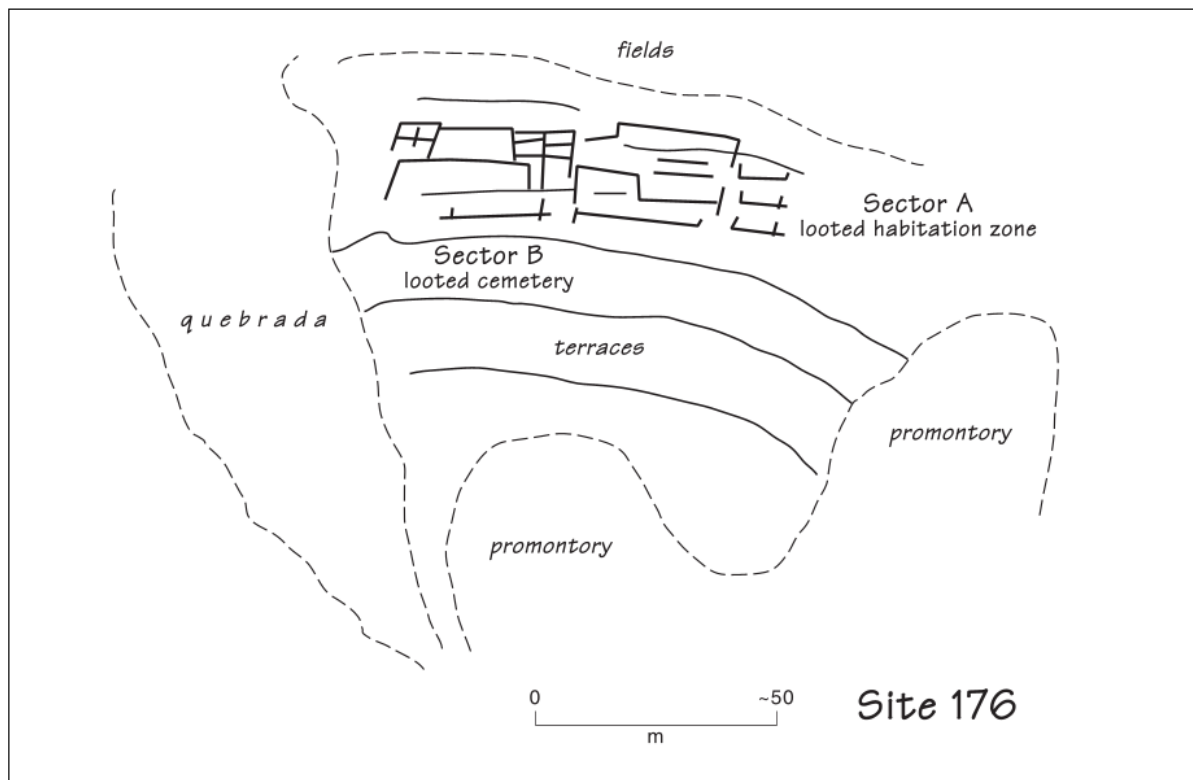 fields
Sector A
looted habitation zone
Sector B
looted cemetery
quebrada
terraces
promontory
promontory
0
~50
m
Site 176